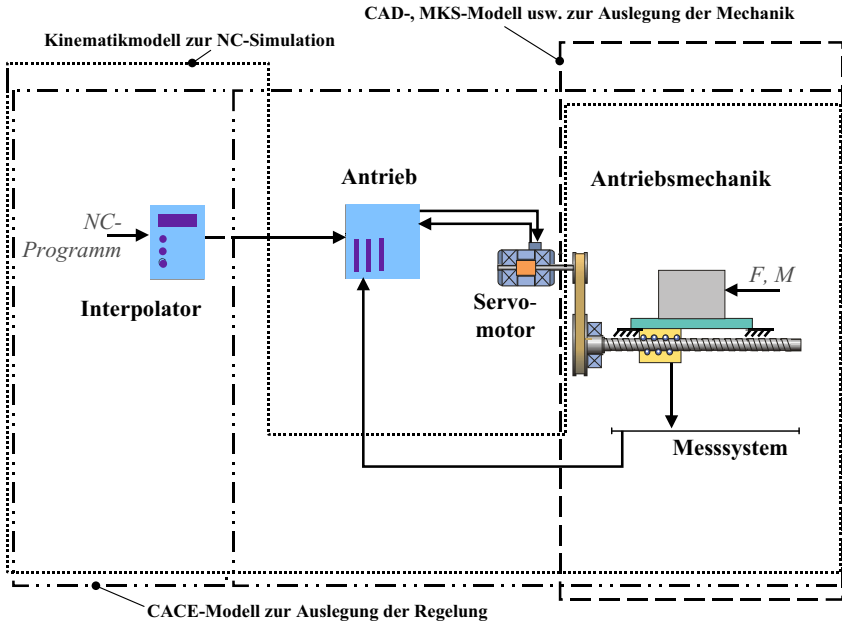 CAD-, MKS-Modell usw. zur Auslegung der Mechanik
Kinematikmodell zur NC-Simulation
Antrieb
Antriebsmechanik
NC-
Programm
F, M
Interpolator
Servo-
motor
Messsystem
CACE-Modell zur Auslegung der Regelung